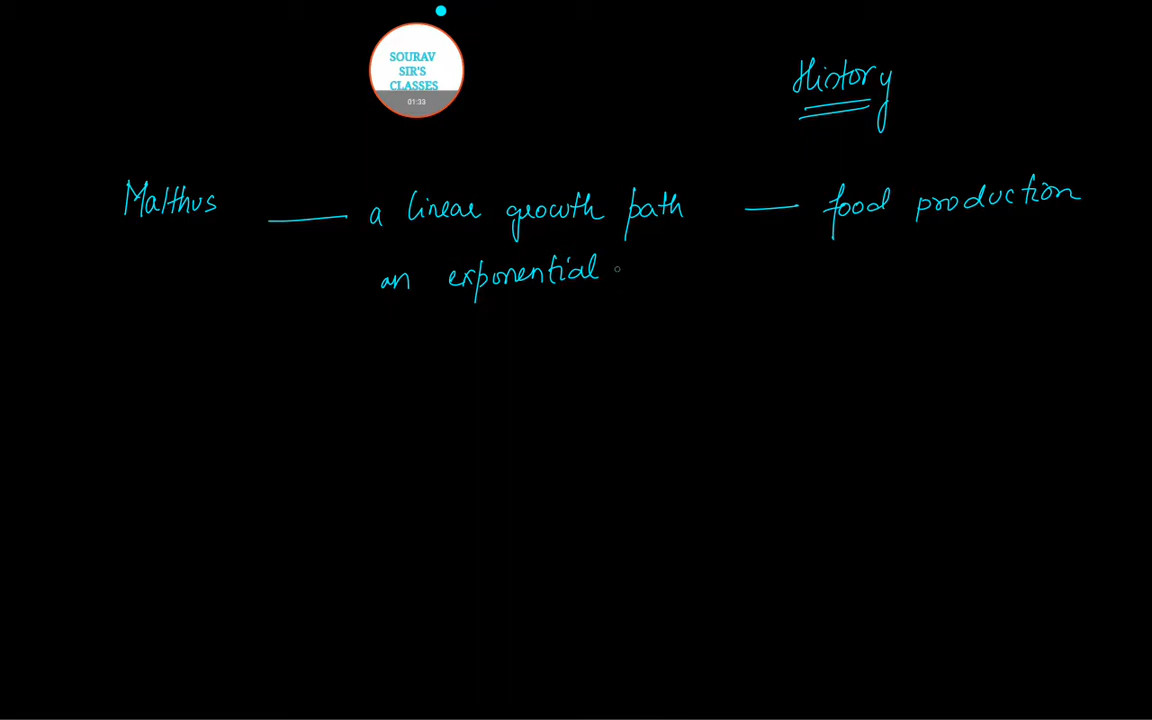 SOURAV
SIR'S
CLASSES
01:33
History
Malthus — a linear growth path — food production
an exponential